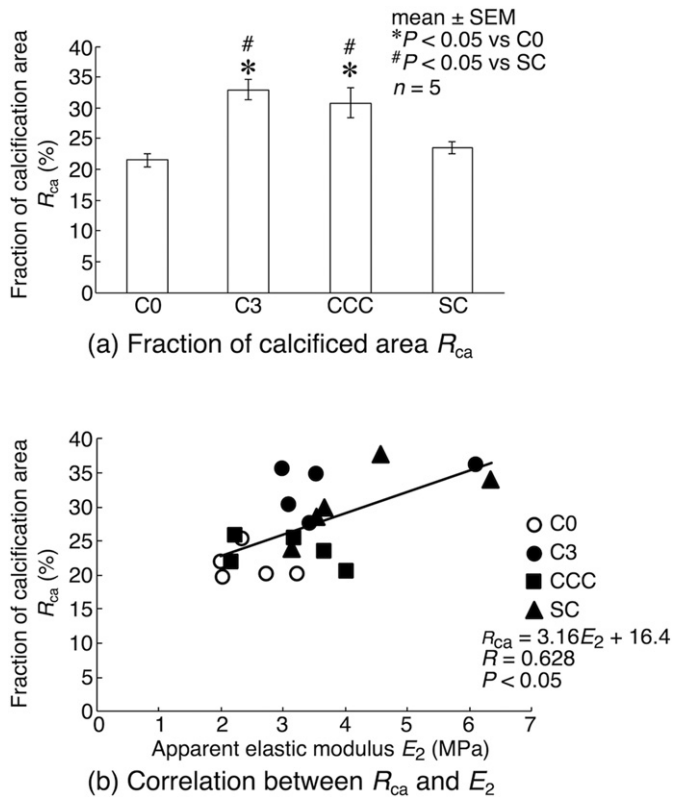 mean ± SEM
*P < 0.05 vs C0
#P < 0.05 vs SC
n = 5
Fraction of calcification area
Rca (%)
40
35
30
25
20
15
10
5
0
#
*
#
*
C0 C3 CCC SC
(a) Fraction of calcificed area Rca
Fraction of calcification area
Rca (%)
40
35
30
25
20
15
10
5
0
C0
C3
CCC
SC
Rca = 3.16E2 + 16.4
R = 0.628
P < 0.05
0 1 2 3 4 5 6 7
Apparent elastic modulus E2 (MPa)
(b) Correlation between Rca and E2